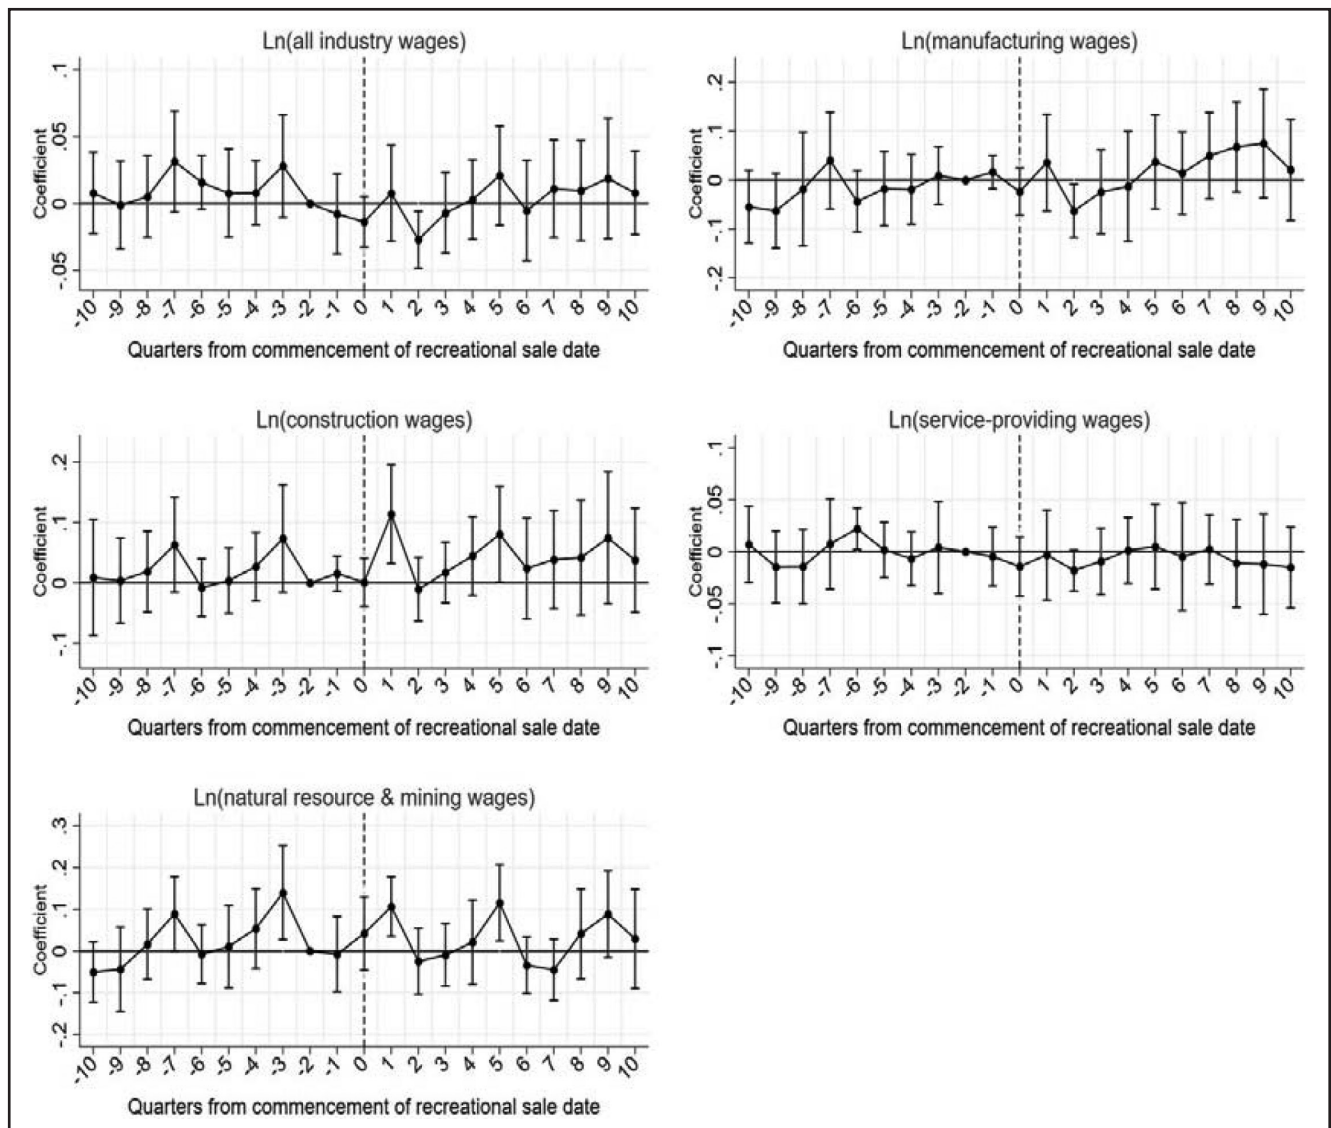 Ln(all industry wages)
Coefficient
.1
.05
0
-.05
-10 -9 -8 -7 -6 -5 -4 -3 -2 -1 0 1 2 3 4 5 6 7 8 9 10
Quarters from commencement of recreational sale date
Ln(manufacturing wages)
Coefficient
.2
.1
0
-.1
-.2
-10 -9 -8 -7 -6 -5 -4 -3 -2 -1 0 1 2 3 4 5 6 7 8 9 10
Quarters from commencement of recreational sale date
Ln(construction wages)
Coefficient
.2
.1
0
-.1
-10 -9 -8 -7 -6 -5 -4 -3 -2 -1 0 1 2 3 4 5 6 7 8 9 10
Quarters from commencement of recreational sale date
Ln(service-providing wages)
Coefficient
.1
.05
0
-.05
-.1
-10 -9 -8 -7 -6 -5 -4 -3 -2 -1 0 1 2 3 4 5 6 7 8 9 10
Quarters from commencement of recreational sale date
Ln(natural resource & mining wages)
Coefficient
.3
.2
.1
0
-.1
-.2
-10 -9 -8 -7 -6 -5 -4 -3 -2 -1 0 1 2 3 4 5 6 7 8 9 10
Quarters from commencement of recreational sale date